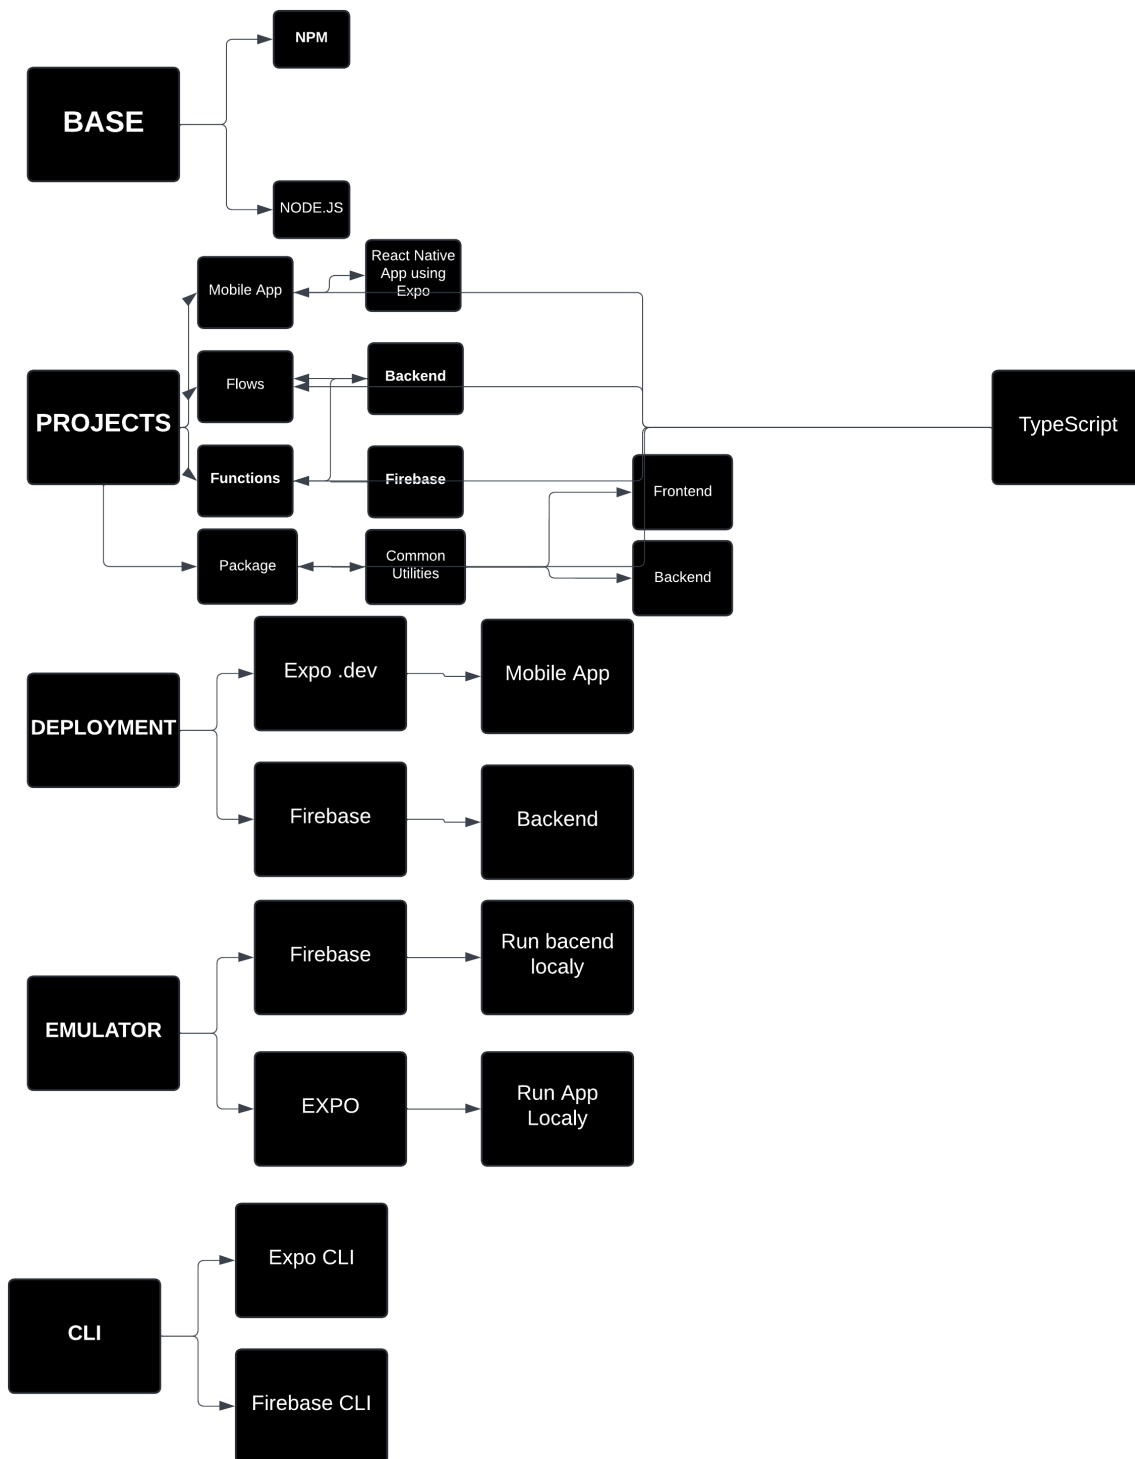 NPM
BASE
NODE.JS
React Native
App using
Expo
Mobile App
Backend
Flows
PROJECTS
TypeScript
Functions
Firebase
Frontend
Package
Common
Utilities
Backend
Expo .dev
Mobile App
DEPLOYMENT
Firebase
Backend
Firebase
Run bacend
localy
EMULATOR
EXPO
Run App
Localy
Expo CLI
CLI
Firebase CLI